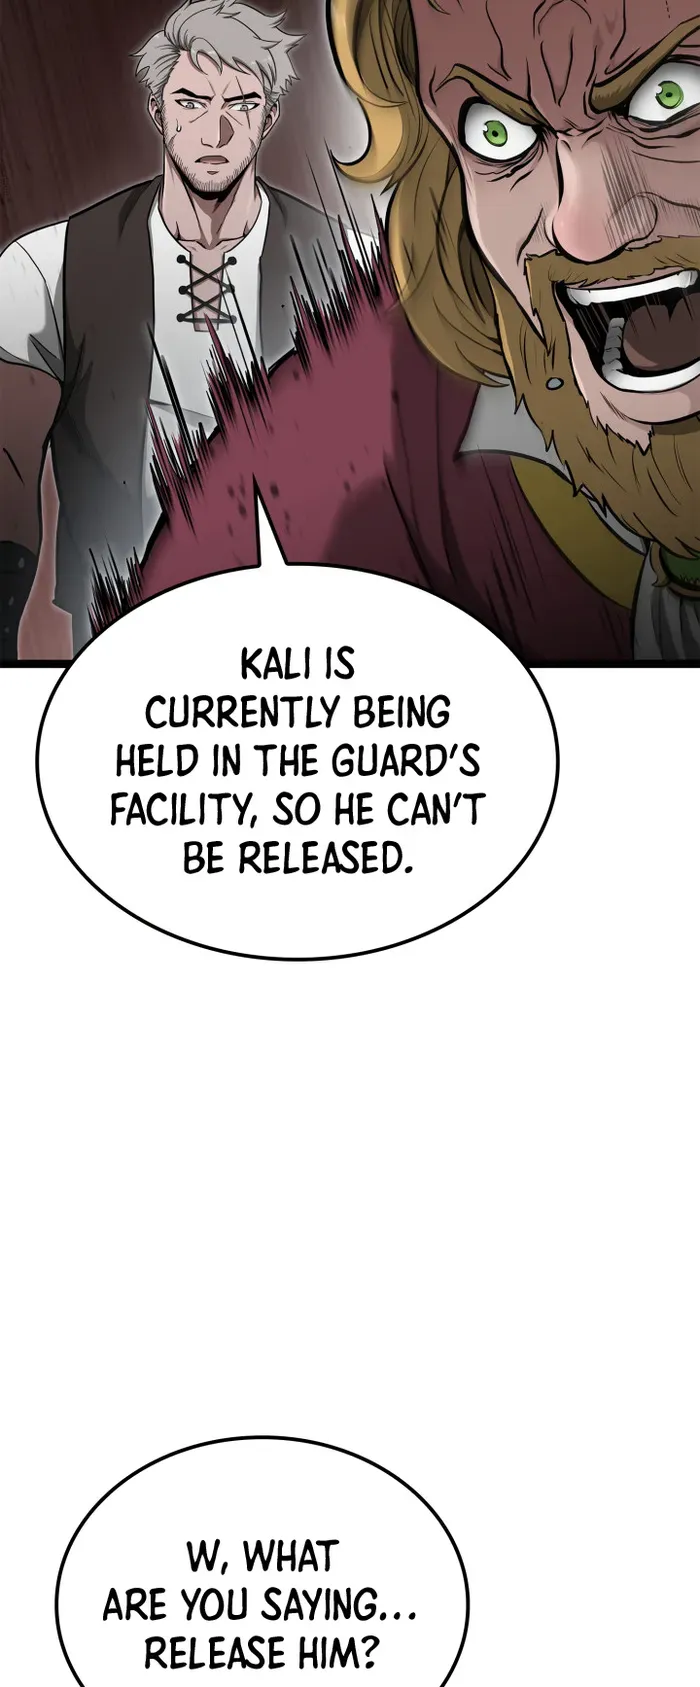 KALI IS
CURRENTLY BEING
HELD IN THE GUARD'S
FACILITY, SO HE CAN'T
BE RELEASED.
W, WHAT
ARE YOU SAYING...
RELEASE HIM?